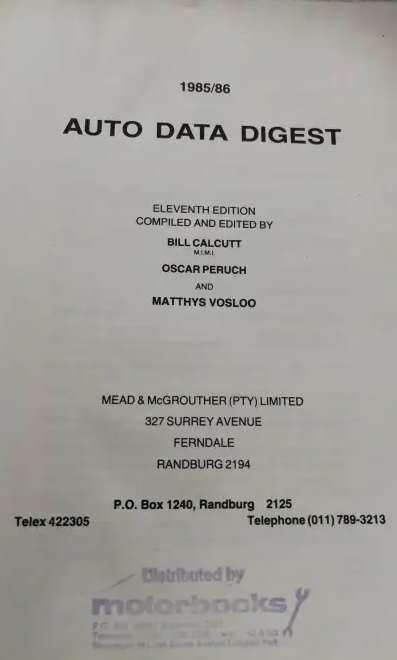 1985/86
AUTO DATA DIGEST
ELEVENTH EDITION
COMPILED AND EDITED BY
BILL CALCUTT
M.I.M.I.
OSCAR PERUCH
AND
MATTHYS VOSLOO
MEAD & McGROUTHER (PTY) LIMITED
327 SURREY AVENUE
FERNDALE
RANDBURG 2194
P.O. Box 1240, Randburg 2125
Telex 422305 Telephone (011) 789-3213
Distributed by
motorbooks